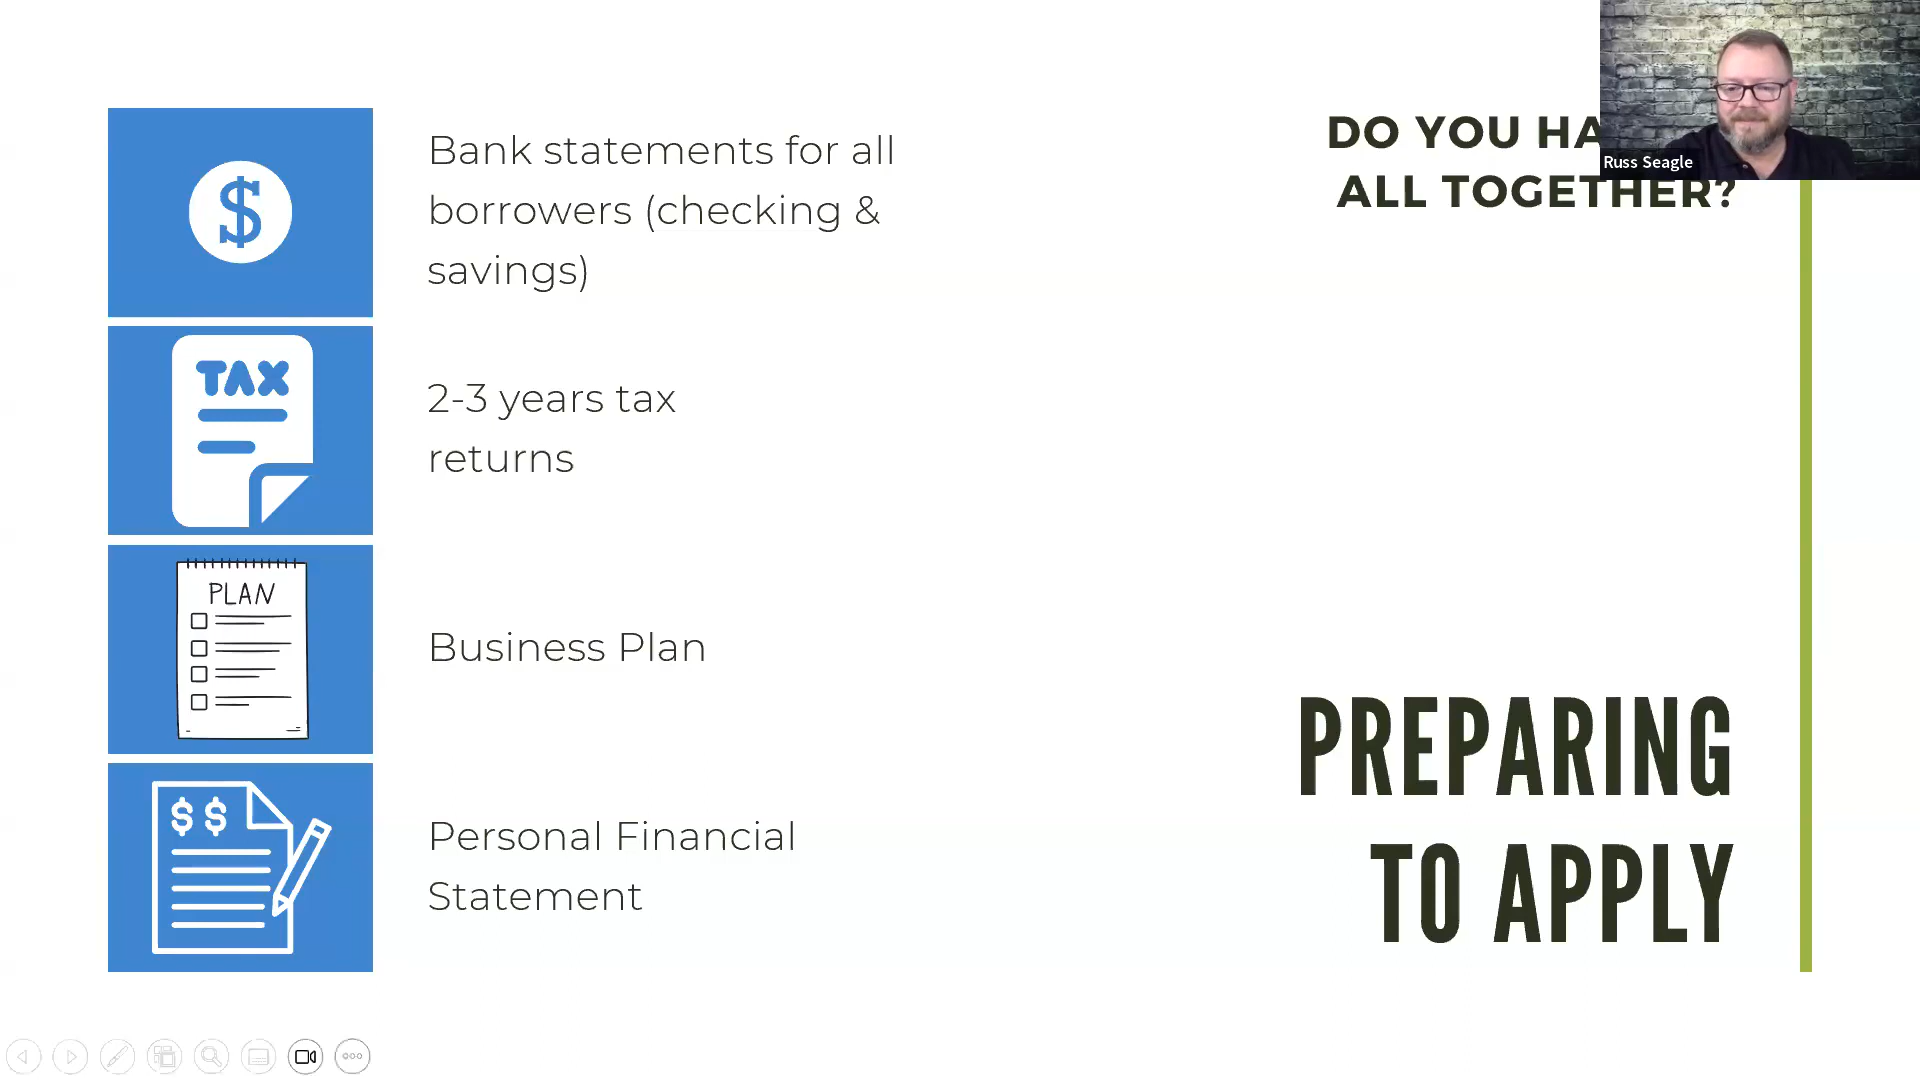 $
Bank statements for all
borrowers (checking &
savings)
TAX
2-3 years tax
returns
PLAN
Business Plan
$ $
Personal Financial
Statement
DO YOU HA
ALL TOGETHER?
Russ Seagle
PREPARING
TO APPLY